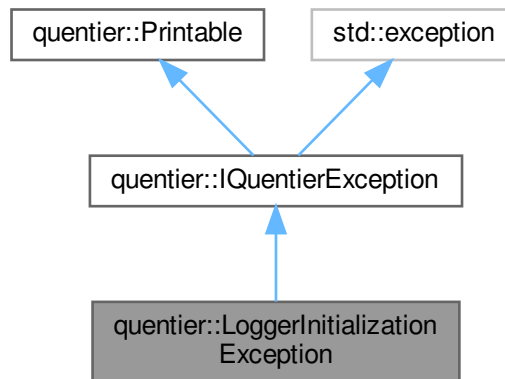 quentier::Printable
std::exception
quentier::IQuentierException
quentier::LoggerInitialization
Exception